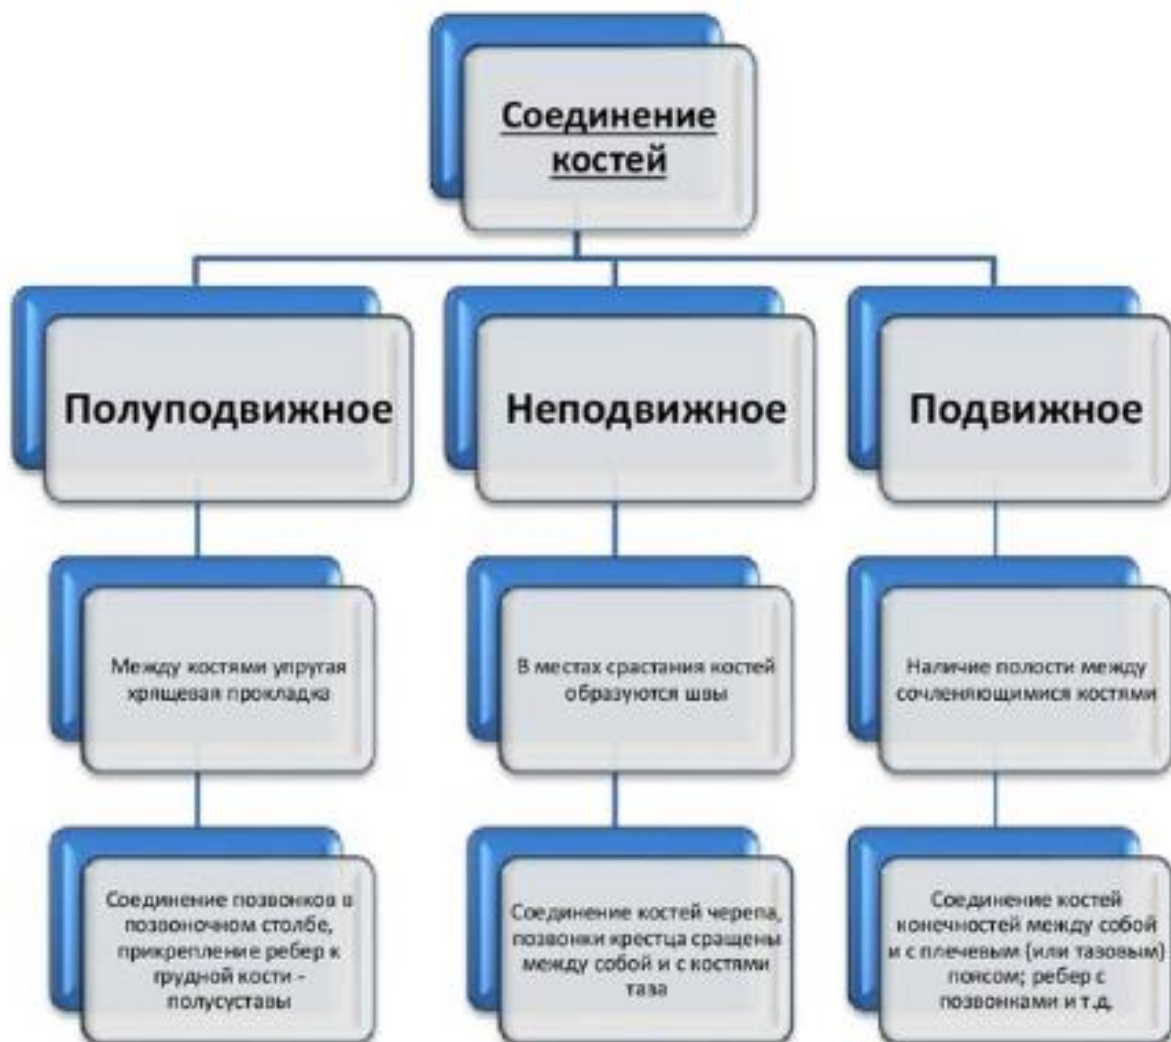 Соединение
костей
Полуподвижное
Неподвижное
Подвижное
Между костями упругая
хрящевая прокладка
В местах срастания костей
образуются швы
Наличие полости между
сочленяющимися костями
Соединение позвонков в
позвоночном столбе,
прикрепление ребер к
грудной кости -
полусуставы
Соединение костей черепа,
позвонки крестца сращены
между собой и с костями
таза
Соединение костей
конечностей между собой
и с плечевым (или тазовым)
поясом; ребер с
позвонками и т.д.